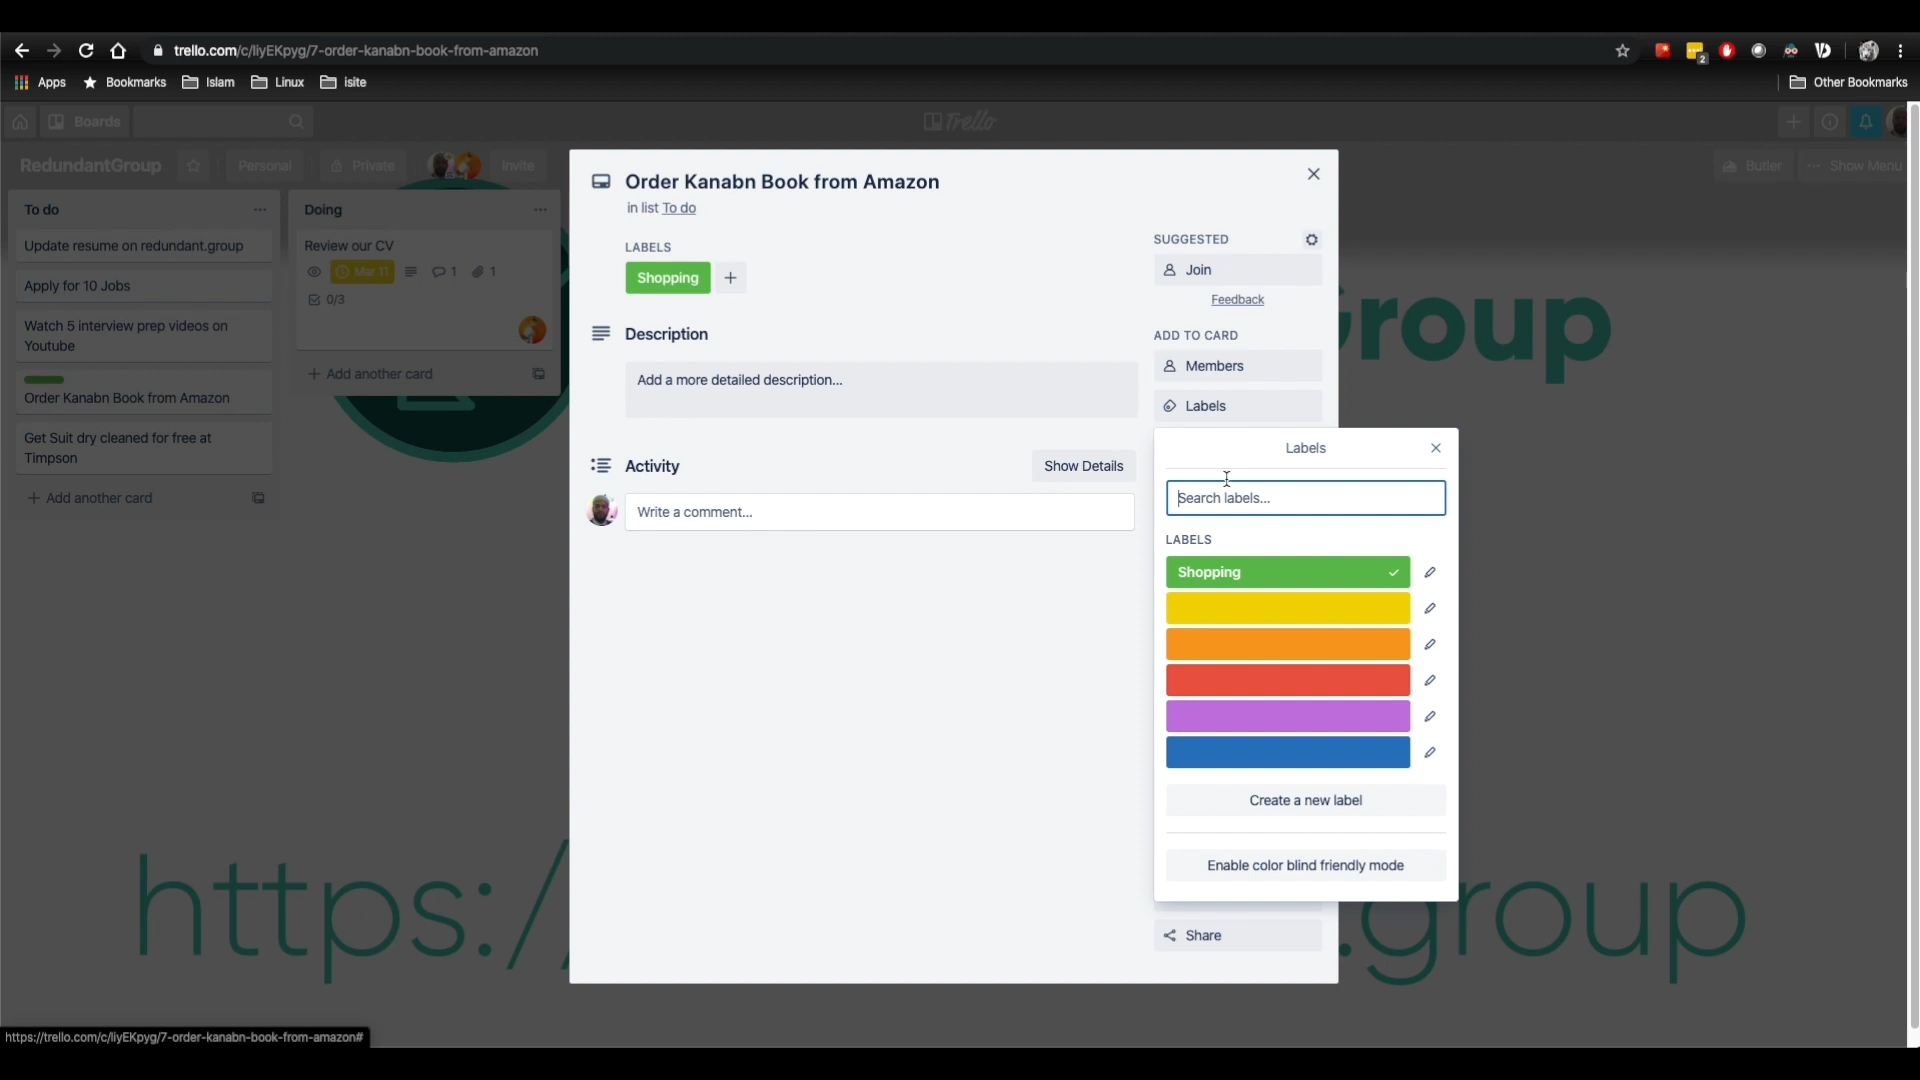 trello.com/c/liyEKpyg/7-order-kanabn-book-from-amazon
2
Apps
Bookmarks
Islam
Linux
isite
Other Bookmarks
Boards
Trello
RedundantGroup
Personal
Private
Invite
Butler
Show Menu
To do
Update resume on redundant.group
Apply for 10 Jobs
Watch 5 interview prep videos on
Youtube
Order Kanabn Book from Amazon
Get Suit dry cleaned for free at
Timpson
+ Add another card
Doing
Review our CV
Mar 11
1
1
0/3
+ Add another card
Order Kanabn Book from Amazon
in list To do
LABELS
Shopping
+
Description
Add a more detailed description...
Activity
Show Details
Write a comment...
SUGGESTED
Join
Feedback
ADD TO CARD
Members
Labels
Labels
Search labels...
LABELS
Shopping
Create a new label
Enable color blind friendly mode
Share
Group
https:/
.group
https://trello.com/c/liyEKpyg/7-order-kanabn-book-from-amazon#